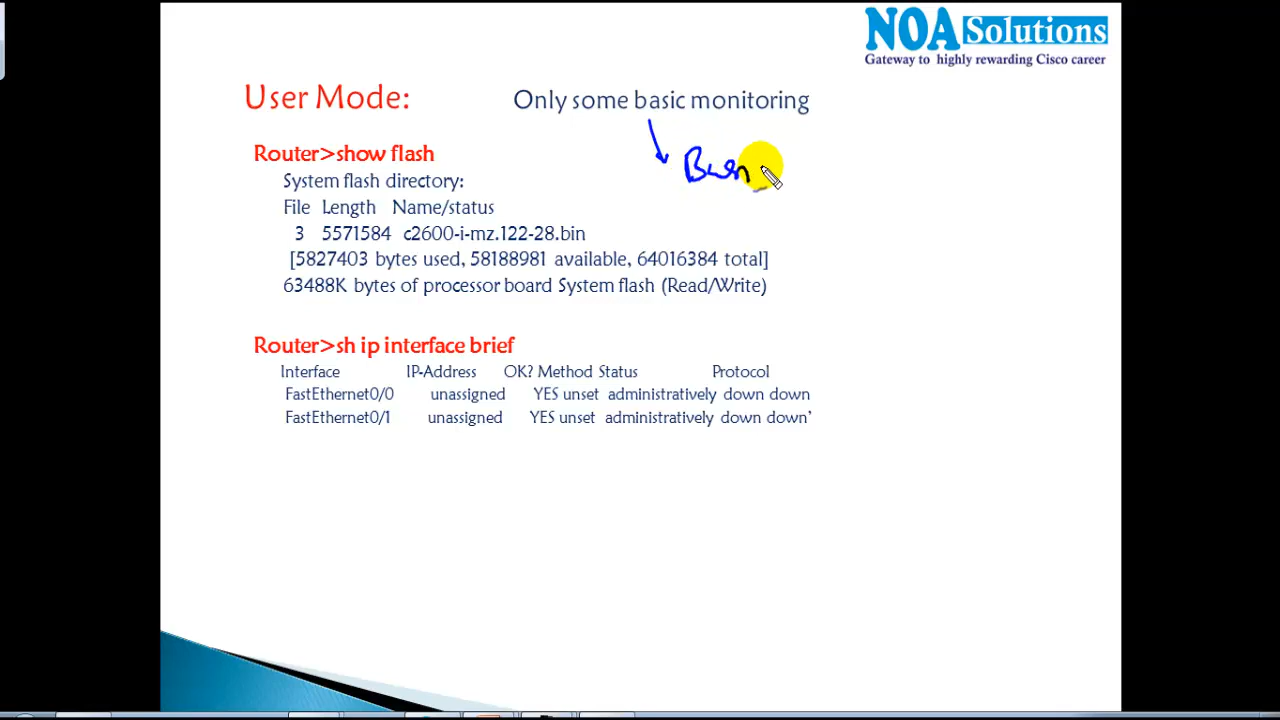 NOA Solutions
Gateway to highly rewarding Cisco career
User Mode: Only some basic monitoring
Router>show flash
System flash directory:
File Length Name/status
3 5571584 c2600-i-mz.122-28.bin
[5827403 bytes used, 58188981 available, 64016384 total]
63488K bytes of processor board System flash (Read/Write)
Router>sh ip interface brief
Interface IP-Address OK? Method Status Protocol
FastEthernet0/0 unassigned YES unset administratively down down
FastEthernet0/1 unassigned YES unset administratively down down’